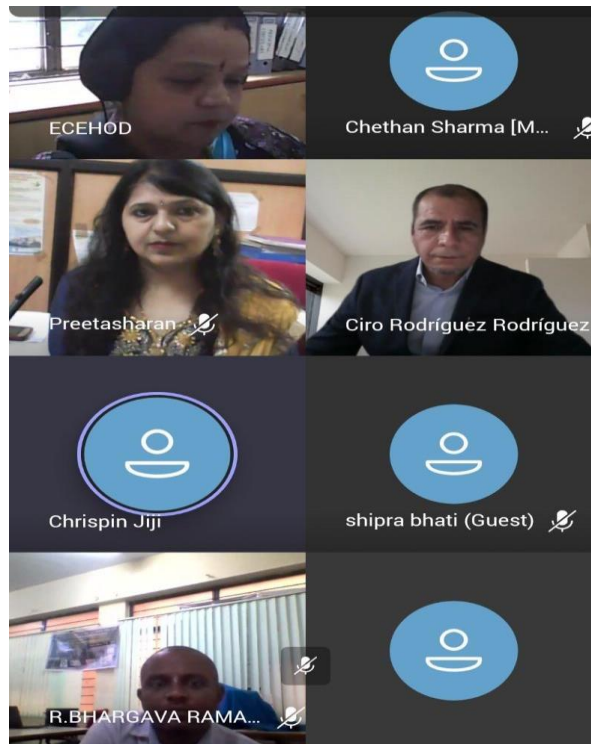 ECEHOD
Chethan Sharma [M...
Preetasharan
Ciro Rodríguez Rodríguez
Chrispin Jiji
shipra bhati (Guest)
R.BHARGAVA RAMA...